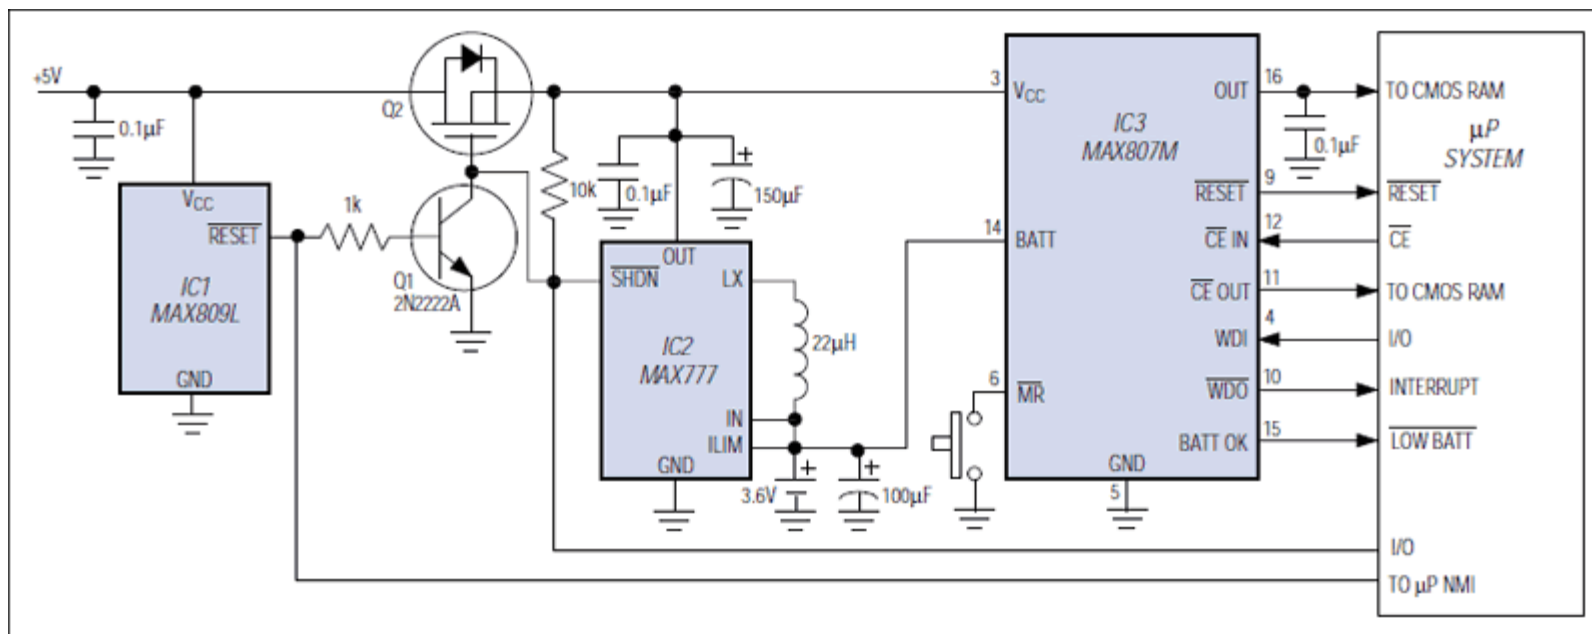 +5V
0.1µF
VCC
RESET
IC1
MAX809L
GND
1k
Q2
Q1
2N2222A
10k
0.1µF
+
150µF
OUT
SHDN
LX
IC2
MAX777
IN
ILIM
GND
22µH
3.6V
+
+
100µF
3
VCC
14
BATT
6
MR
IC3
MAX807M
OUT
16
RESET
9
CE IN
12
CE OUT
11
WDI
4
WDO
10
BATT OK
15
GND
5
0.1µF
TO CMOS RAM
µP
SYSTEM
RESET
CE
TO CMOS RAM
I/O
INTERRUPT
LOW BATT
I/O
TO µP NMI